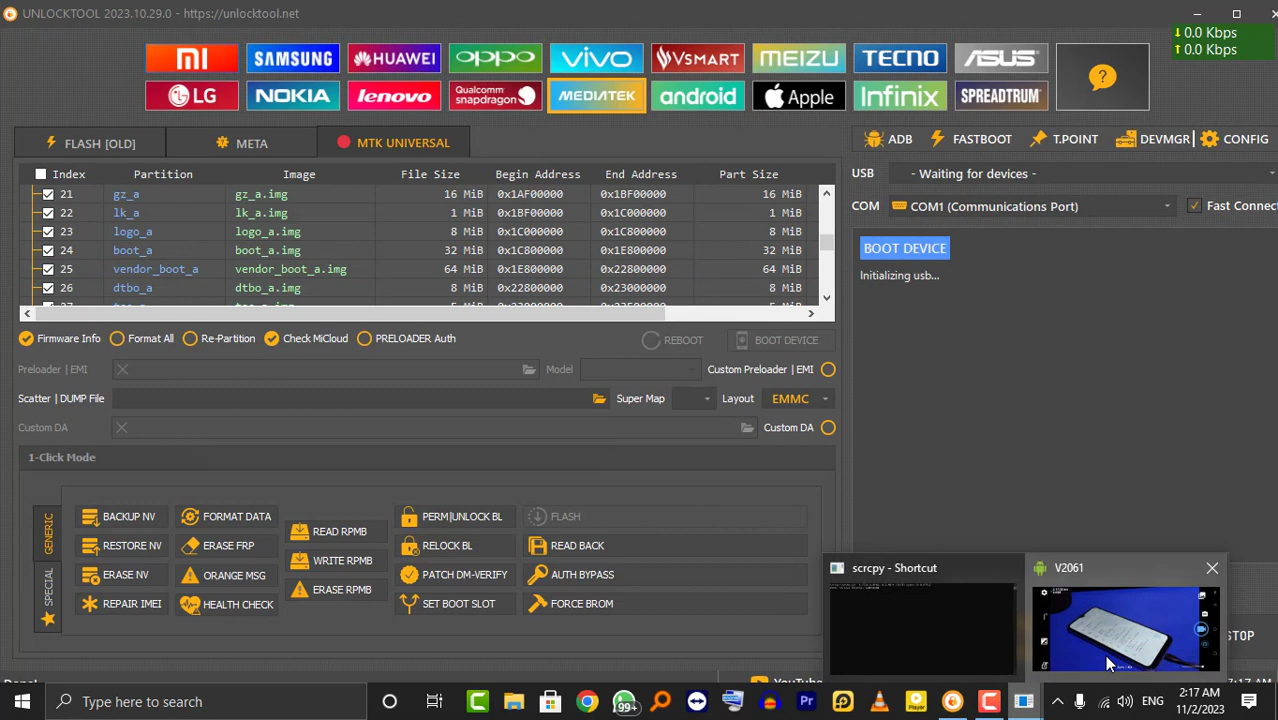 UNLOCKTOOL 2023.10.29.0 - https://unlocktool.net
0.0 Kbps
0.0 Kbps
SAMSUNG HUAWEI oppo vivo VSMART MEIZU TECNO ASUS
LG NOKIA lenovo Qualcomm snapdragon MEDIATEK android Apple Infinix SPREADTRUM
FLASH [OLD] META MTK UNIVERSAL
ADB FASTBOOT T.POINT DEVMGR CONFIG
Index Partition Image File Size Begin Address End Address Part Size
21 gz_a gz_a.img 16 MiB 0x1AF00000 0x1BF00000 16 MiB
22 lk_a lk_a.img 1 MiB 0x1BF00000 0x1C000000 1 MiB
23 logo_a logo_a.img 8 MiB 0x1C000000 0x1C800000 8 MiB
24 boot_a boot_a.img 32 MiB 0x1C800000 0x1E800000 32 MiB
25 vendor_boot_a vendor_boot_a.img 64 MiB 0x1E800000 0x22800000 64 MiB
26 dtbo_a dtbo_a.img 8 MiB 0x22800000 0x23000000 8 MiB
USB - Waiting for devices -
COM COM1 (Communications Port) Fast Connect
BOOT DEVICE
Initializing usb...
Firmware Info Format All Re-Partition Check MiCloud PRELOADER Auth REBOOT BOOT DEVICE
Preloader | EMI Model Custom Preloader | EMI
Scatter | DUMP File Super Map Layout EMMC
Custom DA Custom DA
1-Click Mode
GENERIC
SPECIAL
BACKUP NV FORMAT DATA READ RPMB PERM|UNLOCK BL FLASH
RESTORE NV ERASE FRP WRITE RPMB RELOCK BL READ BACK
ERASE NV ORANGE MSG ERASE RPMB PATCH DM-VERIFY AUTH BYPASS
REPAIR IMEI HEALTH CHECK SET BOOT SLOT FORCE BROM
scrcpy - Shortcut V2061
STOP
YouTube
Type here to search
99+
Pr
Player
ENG
2:17 AM
11/2/2023